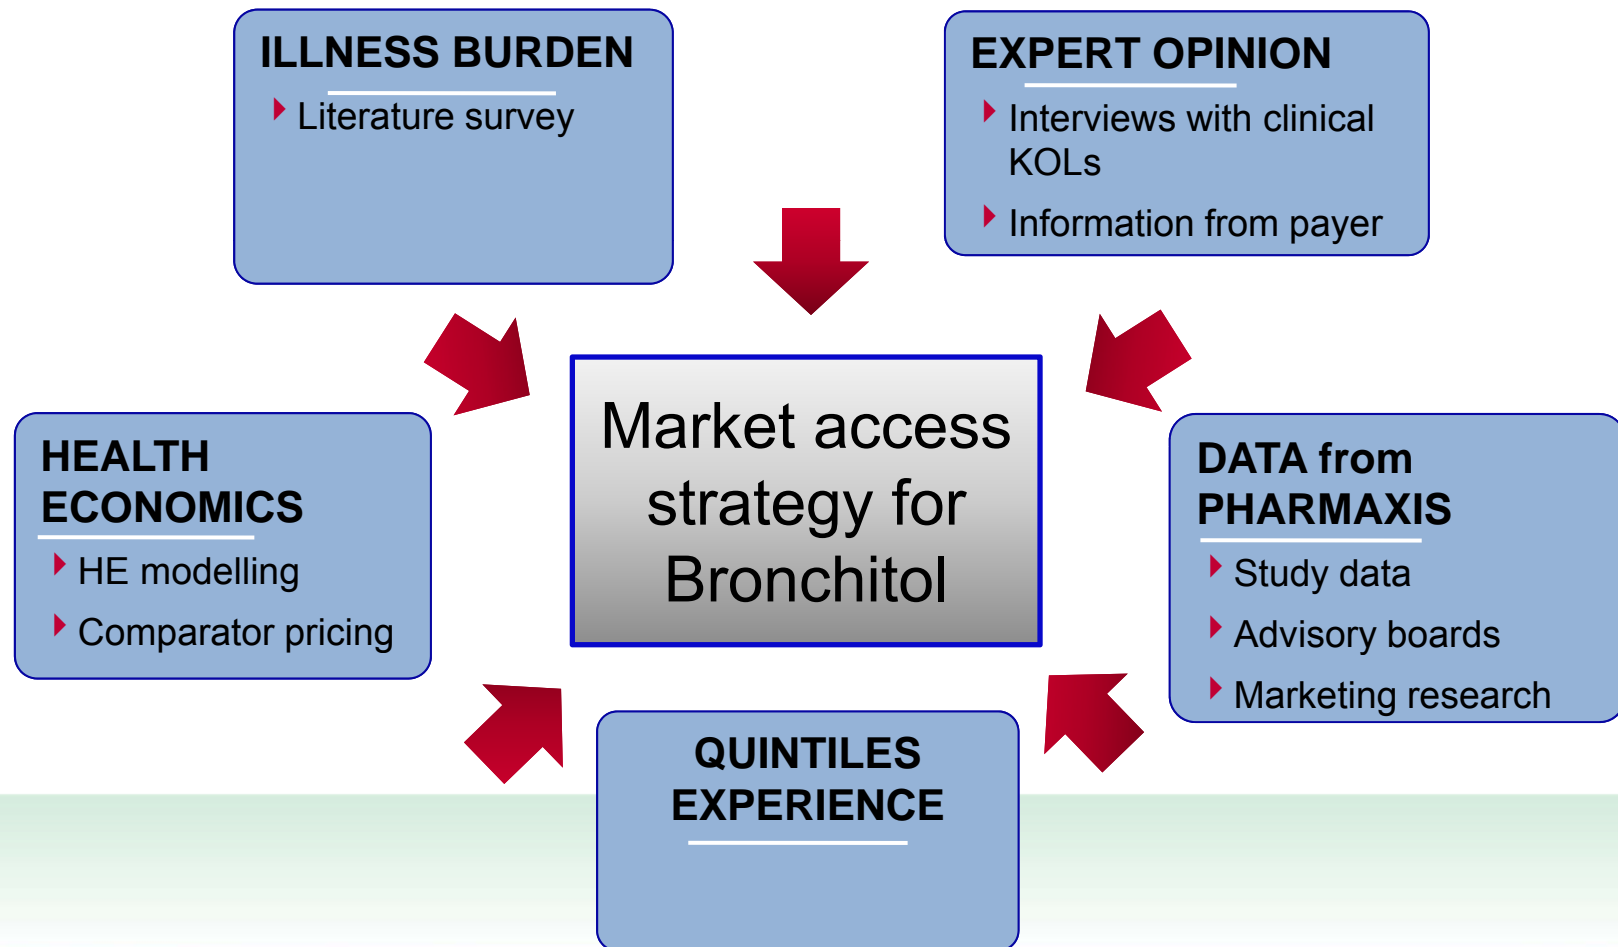 ILLNESS BURDEN
Literature survey
EXPERT OPINION
Interviews with clinical
KOLs
Information from payer
HEALTH
ECONOMICS
HE modelling
Comparator pricing
Market access
strategy for
Bronchitol
DATA from
PHARMAXIS
Study data
Advisory boards
Marketing research
QUINTILES
EXPERIENCE